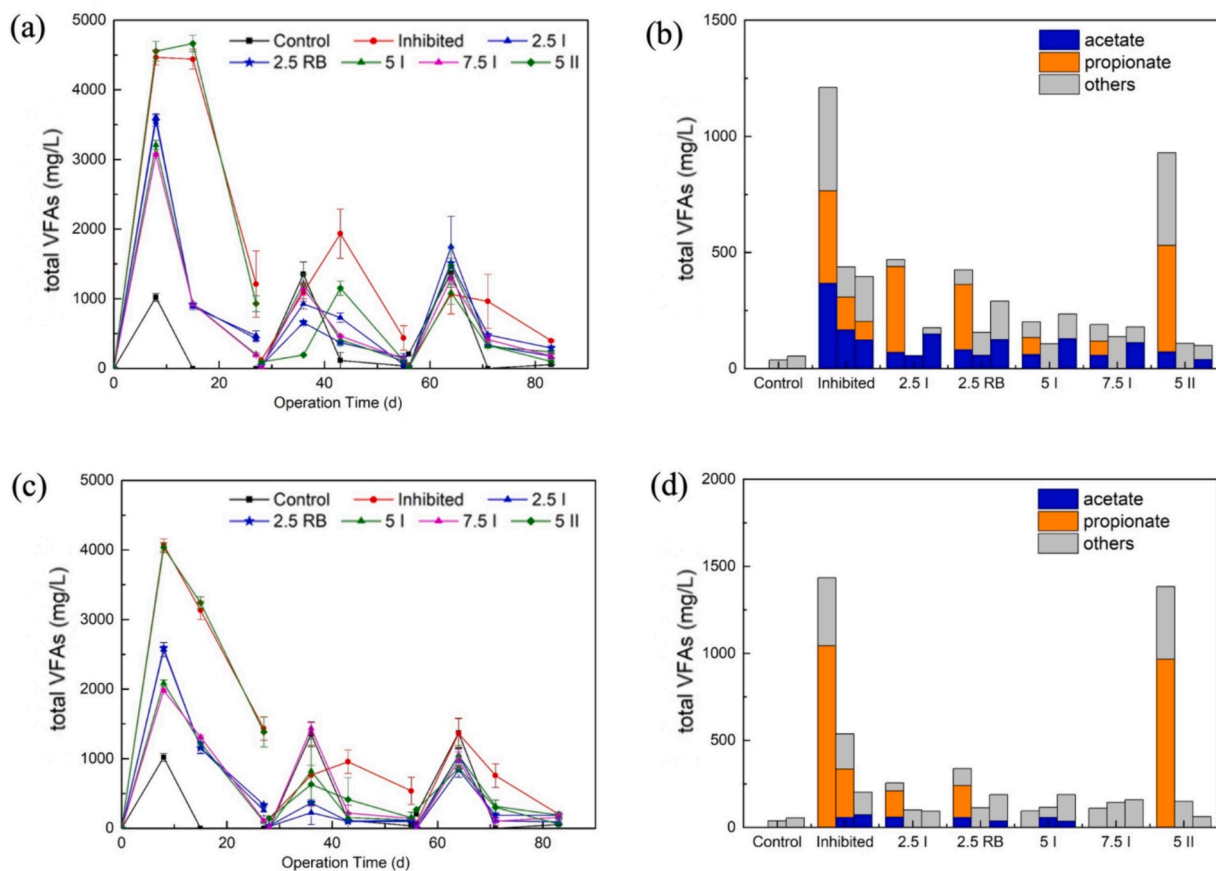 (a)
Control Inhibited 2.5 I
2.5 RB 5 I 7.5 I 5 II
total VFAs (mg/L)
5000
4000
3000
2000
1000
0
0 20 40 60 80
Operation Time (d)
(b)
acetate
propionate
others
total VFAs (mg/L)
1500
1000
500
0
Control Inhibited 2.5 I 2.5 RB 5 I 7.5 I 5 II
(c)
Control Inhibited 2.5 I
2.5 RB 5 I 7.5 I 5 II
total VFAs (mg/L)
5000
4000
3000
2000
1000
0
0 20 40 60 80
Operation Time (d)
(d)
acetate
propionate
others
total VFAs (mg/L)
2000
1500
1000
500
0
Control Inhibited 2.5 I 2.5 RB 5 I 7.5 I 5 II